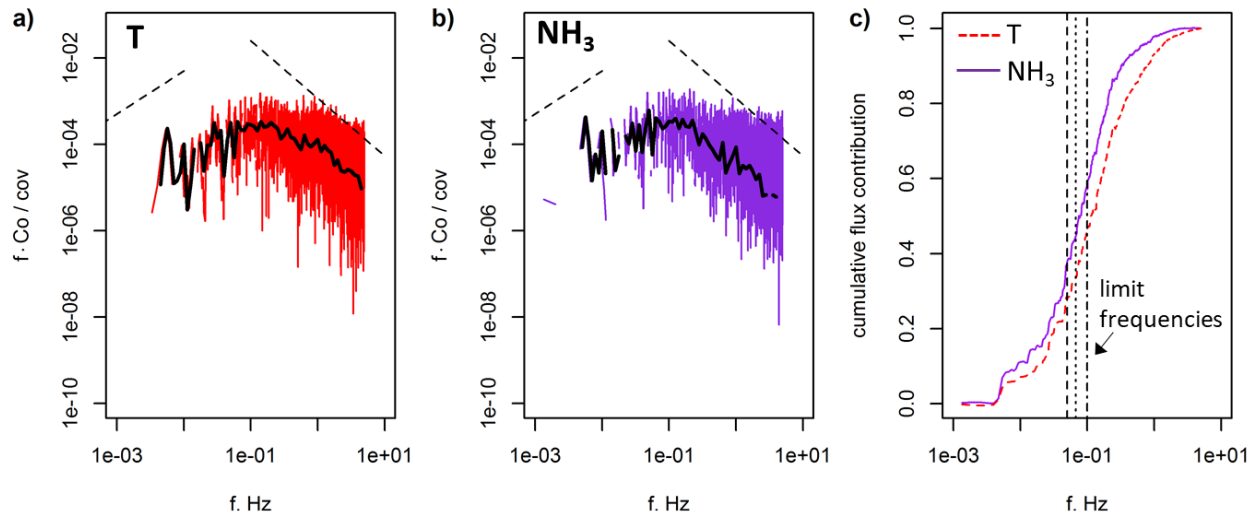 a)
T
f· Co / cov
1e-02
1e-04
1e-06
1e-08
1e-10
1e-03
1e-01
1e+01
f. Hz
b)
NH₃
f· Co / cov
1e-02
1e-04
1e-06
1e-08
1e-10
1e-03
1e-01
1e+01
f. Hz
c)
T
NH₃
cumulative flux contribution
1.0
0.8
0.6
0.4
0.2
0.0
limit
frequencies
1e-03
1e-01
1e+01
f. Hz